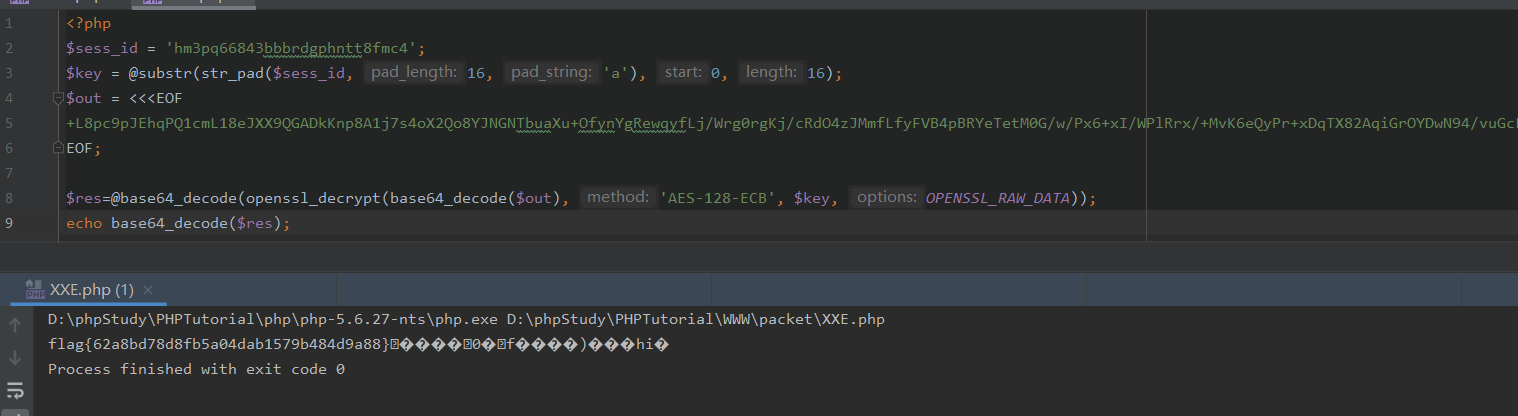 1 <?php
2 $sess_id = 'hm3pq66843bbbrdgphntt8fmc4';
3 $key = @substr(str_pad($sess_id, pad_length: 16, pad_string: 'a'), start: 0, length: 16);
4 $out = <<<EOF
5 +L8pc9pJEhqPQ1cmL18eJXX9QGADkKnp8A1j7s4oX2Qo8YJNGNTbuaXu+OfynYgRewqyfLj/Wrg0rgKj/cRdO4zJMmfLfyFVB4pBRYeTetM0G/w/Px6+xI/WPlRrx/+MvK6eQyPr+xDqTX82AqiGrOYDwN94/vuGc
6 EOF;
7
8 $res=@base64_decode(openssl_decrypt(base64_decode($out), method: 'AES-128-ECB', $key, options: OPENSSL_RAW_DATA));
9 echo base64_decode($res);
XXE.php (1) ×
D:\phpStudy\PHPTutorial\php\php-5.6.27-nts\php.exe D:\phpStudy\PHPTutorial\WWW\packet\XXE.php
flag{62a8bd78d8fb5a04dab1579b484d9a88}����0�f����)���hi�
Process finished with exit code 0